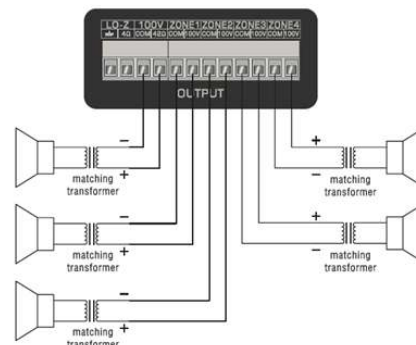 LO-Z 100V ZONE1 ZONE2 ZONE3 ZONE4
4Ω COM 42Ω COM 100V COM 100V COM 100V COM 100V
OUTPUT
− +
+ −
matching
transformer
matching
transformer
− +
+ −
matching
transformer
matching
transformer
− +
matching
transformer